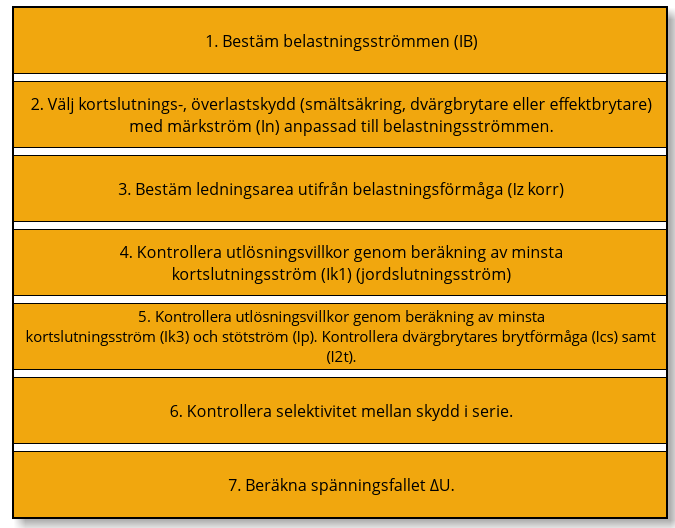 1. Bestäm belastningsströmmen (IB)
2. Välj kortslutnings-, överlastskydd (smältsäkring, dvärgbrytare eller effektbrytare)
med märkström (In) anpassad till belastningsströmmen.
3. Bestäm ledningsarea utifrån belastningsförmåga (Iz korr)
4. Kontrollera utlösningsvillkor genom beräkning av minsta
kortslutningsström (Ik1) (jordslutningsström)
5. Kontrollera utlösningsvillkor genom beräkning av minsta
kortslutningsström (Ik3) och stötström (Ip). Kontrollera dvärgbrytares brytförmåga (Ics) samt
(I2t).
6. Kontrollera selektivitet mellan skydd i serie.
7. Beräkna spänningsfallet ΔU.